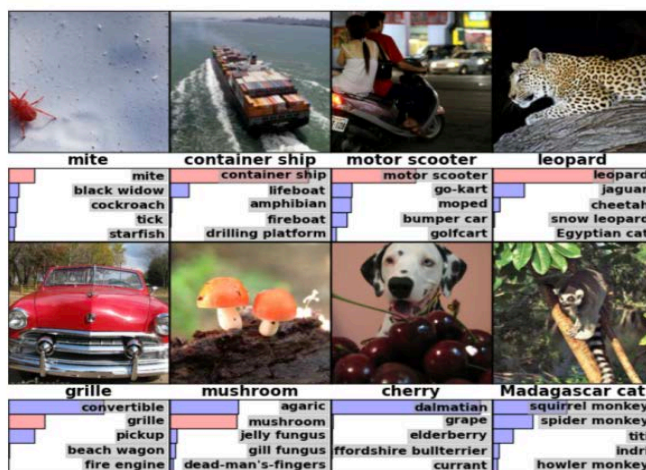 mite
container ship
motor scooter
leopard
mite
black widow
cockroach
tick
starfish
container ship
lifeboat
amphibian
fireboat
drilling platform
motor scooter
go-kart
moped
bumper car
golfcart
leopard
jaguar
cheetah
snow leopard
Egyptian cat
grille
mushroom
cherry
Madagascar cat
convertible
grille
pickup
beach wagon
fire engine
agaric
mushroom
jelly fungus
gill fungus
dead-man's-fingers
dalmatian
grape
elderberry
ffordshire bullterrier
currant
squirrel monkey
spider monkey
titi
indri
howler monkey